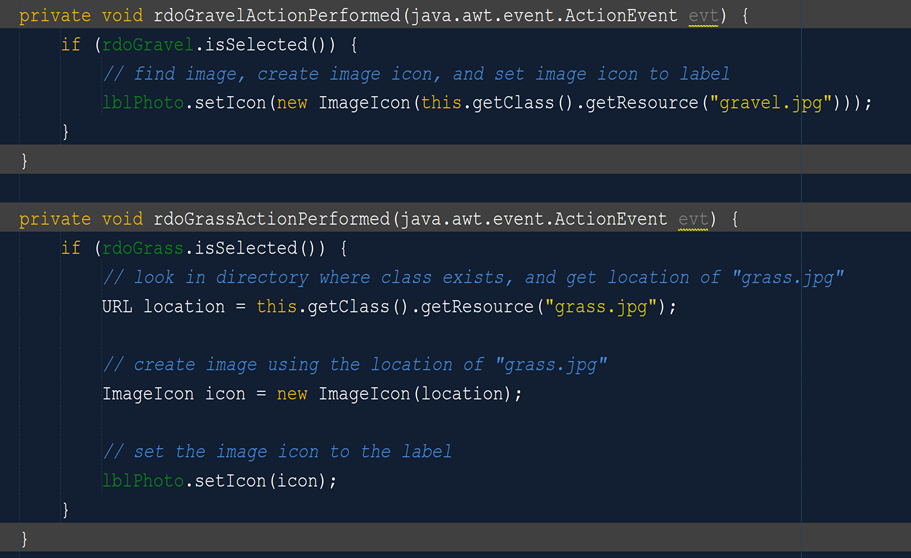 private void rdoGravelActionPerformed(java.awt.event.ActionEvent evt) {
    if (rdoGravel.isSelected()) {
        // find image, create image icon, and set image icon to label
        lblPhoto.setIcon(new ImageIcon(this.getClass().getResource("gravel.jpg")));
    }
}
private void rdoGrassActionPerformed(java.awt.event.ActionEvent evt) {
    if (rdoGrass.isSelected()) {
        // look in directory where class exists, and get location of "grass.jpg"
        URL location = this.getClass().getResource("grass.jpg");
        // create image using the location of "grass.jpg"
        ImageIcon icon = new ImageIcon(location);
        // set the image icon to the label
        lblPhoto.setIcon(icon);
    }
}